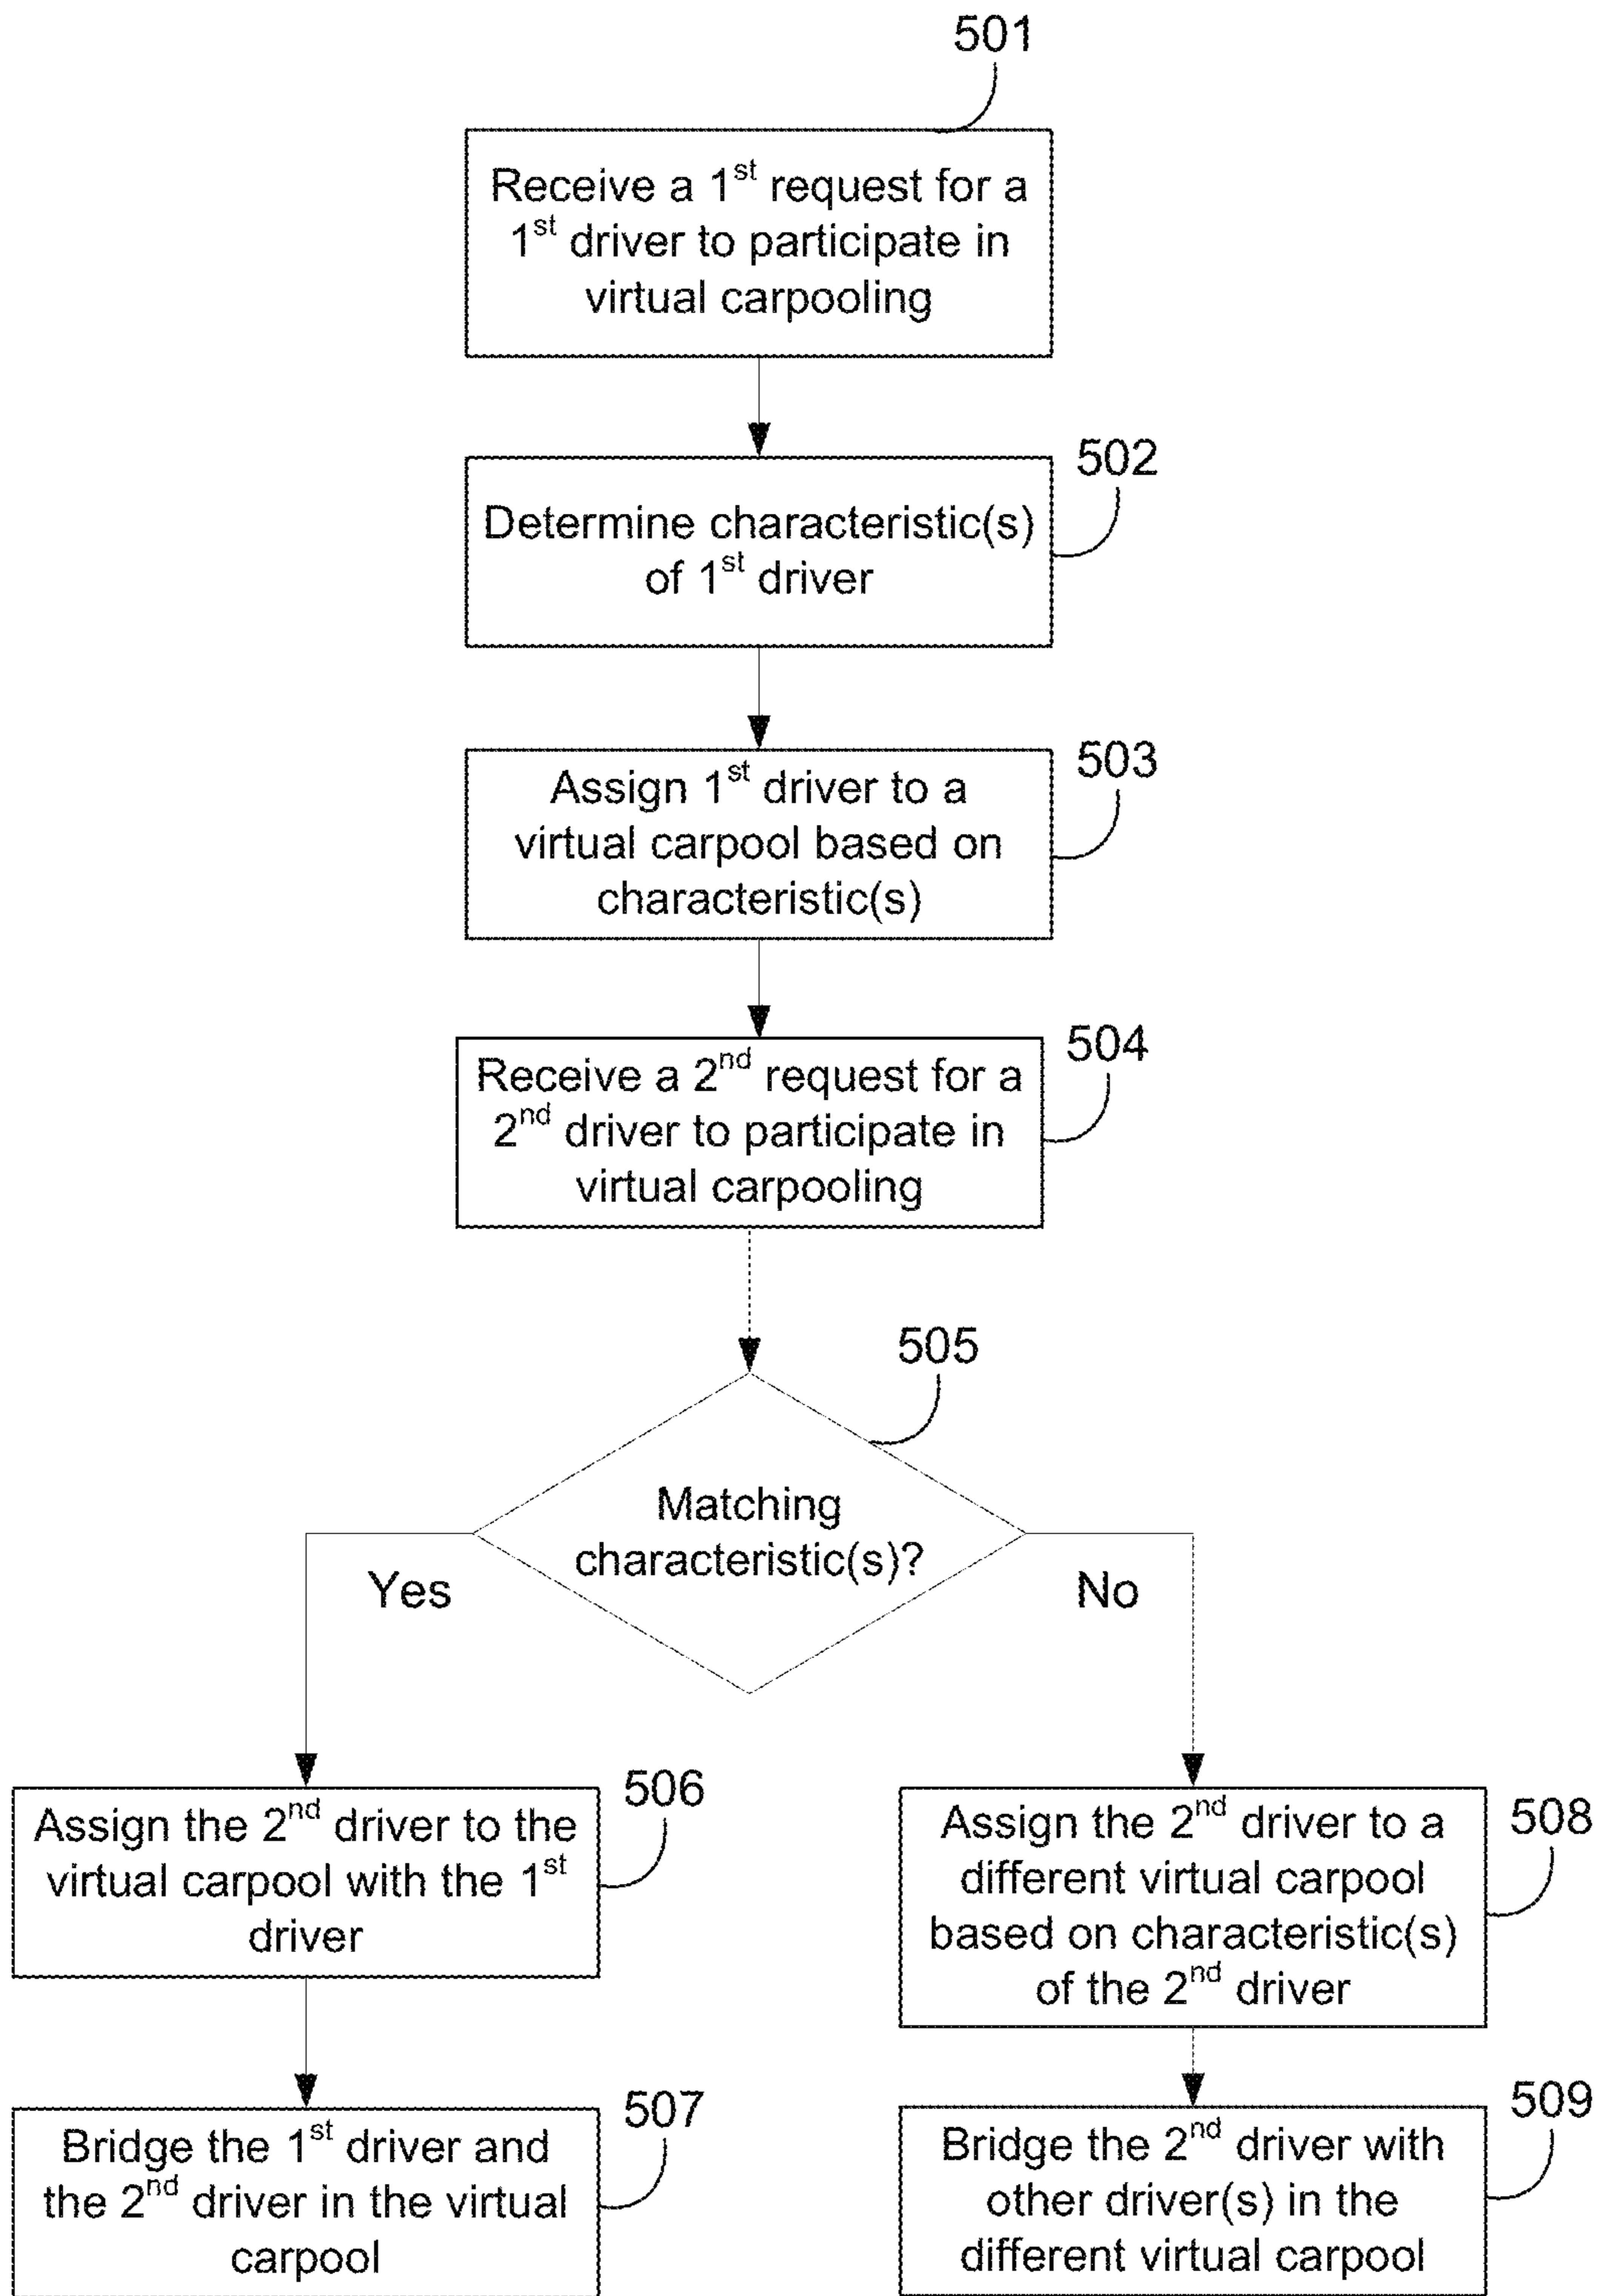 501
Receive a 1st request for a
1st driver to participate in
virtual carpooling
502
Determine characteristic(s)
of 1st driver
503
Assign 1st driver to a
virtual carpool based on
characteristic(s)
504
Receive a 2nd request for a
2nd driver to participate in
virtual carpooling
505
Matching
characteristic(s)?
Yes
No
506
Assign the 2nd driver to the
virtual carpool with the 1st
driver
508
Assign the 2nd driver to a
different virtual carpool
based on characteristic(s)
of the 2nd driver
507
Bridge the 1st driver and
the 2nd driver in the virtual
carpool
509
Bridge the 2nd driver with
other driver(s) in the
different virtual carpool